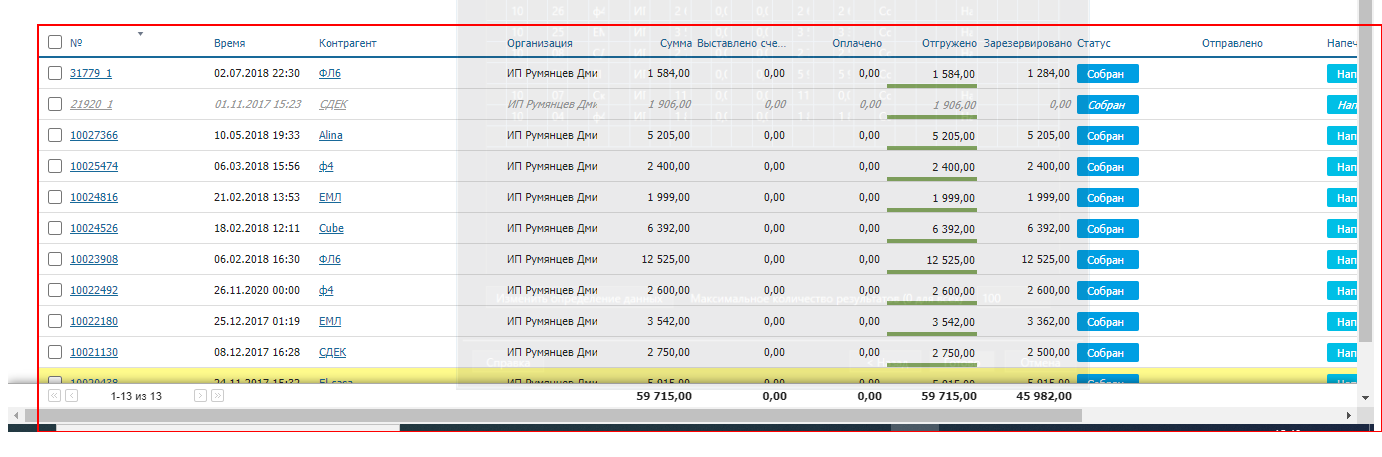 № Время Контрагент Организация Сумма Выставлено сче... Оплачено Отгружено Зарезервировано Статус Отправлено Напеч
31779_1 02.07.2018 22:30 ФЛ6 ИП Румянцев Дми 1 584,00 0,00 0,00 1 584,00 1 284,00 Собран Нап
21920_1 01.11.2017 15:23 СДЕК ИП Румянцев Дми 1 906,00 0,00 0,00 1 906,00 0,00 Собран Нап
10027366 10.05.2018 19:33 Alina ИП Румянцев Дми 5 205,00 0,00 0,00 5 205,00 5 205,00 Собран Нап
10025474 06.03.2018 15:56 ф4 ИП Румянцев Дми 2 400,00 0,00 0,00 2 400,00 2 400,00 Собран Нап
10024816 21.02.2018 13:53 ЕМЛ ИП Румянцев Дми 1 999,00 0,00 0,00 1 999,00 1 999,00 Собран Нап
10024526 18.02.2018 12:11 Cube ИП Румянцев Дми 6 392,00 0,00 0,00 6 392,00 6 392,00 Собран Нап
10023908 06.02.2018 16:30 ФЛ6 ИП Румянцев Дми 12 525,00 0,00 0,00 12 525,00 12 525,00 Собран Нап
10022492 26.11.2020 00:00 ф4 ИП Румянцев Дми 2 600,00 0,00 0,00 2 600,00 2 600,00 Собран Нап
Изменить определение данных Максимальное количество результатов 100
10022180 25.12.2017 01:19 ЕМЛ ИП Румянцев Дми 3 542,00 0,00 0,00 3 542,00 3 362,00 Собран Нап
10021130 08.12.2017 16:28 СДЕК ИП Румянцев Дми 2 750,00 0,00 0,00 2 750,00 2 500,00 Собран Нап
Справка
1-13 из 13 59 715,00 0,00 0,00 59 715,00 45 982,00